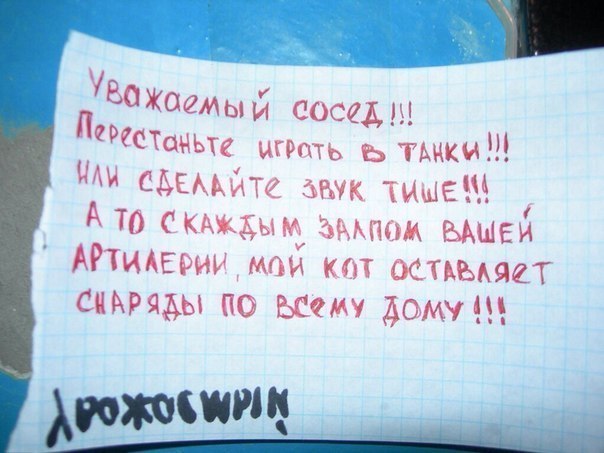 Уважаемый сосед!!!
Перестаньте играть в танки!!!
Или сделайте звук тише!!!
А то с каждым залпом вашей
артилерии, мой кот оставляет
снаряды по всему дому!!!